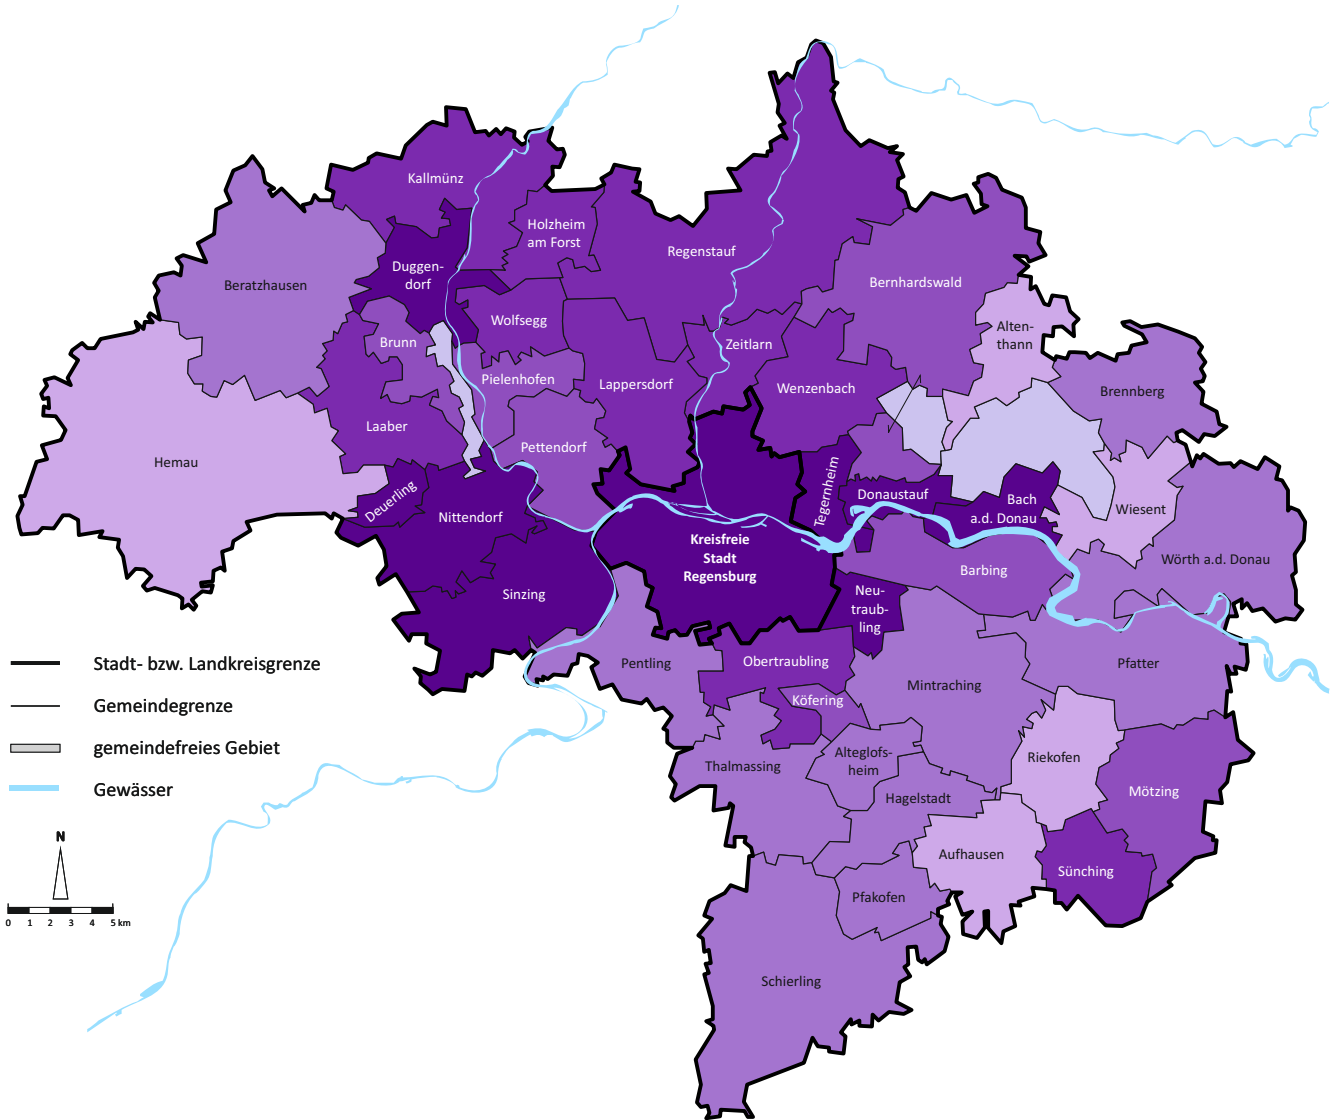 Kallmünz
Holzheim
am Forst
Regenstauf
Duggen-
dorf
Beratzhausen
Bernhardswald
Wolfsegg
Alten-
thann
Brunn
Zeitlarn
Pielenhofen
Lappersdorf
Wenzenbach
Brennberg
Laaber
Pettendorf
Hemau
Tegernheim
Deuerling
Donaustauf
Bach
a.d. Donau
Wiesent
Nittendorf
Kreisfreie
Stadt
Regensburg
Wörth a.d. Donau
Barbing
Sinzing
Neu-
traub-
ling
Pentling
Obertraubling
Pfatter
Mintraching
Köfering
Alteglofs-
heim
Thalmassing
Riekofen
Hagelstadt
Mötzing
Aufhausen
Sünching
Pfakofen
Schierling
Stadt- bzw. Landkreisgrenze
Gemeindegrenze
gemeindefreies Gebiet
Gewässer
N
0 1 2 3 4 5 km